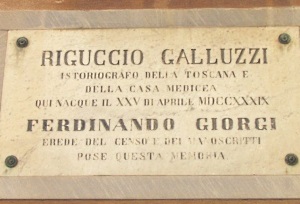 RIGUCCIO GALLUZZI
ISTORIOGRAFO DELLA TOSCANA E
DELLA CASA MEDICEA
QUI NACQUE IL XXV DI APRILE MDCCXXXIX
FERDINANDO GIORGI
EREDE DEL CENSO E DEI MANOSCRITTI
POSE QUESTA MEMORIA